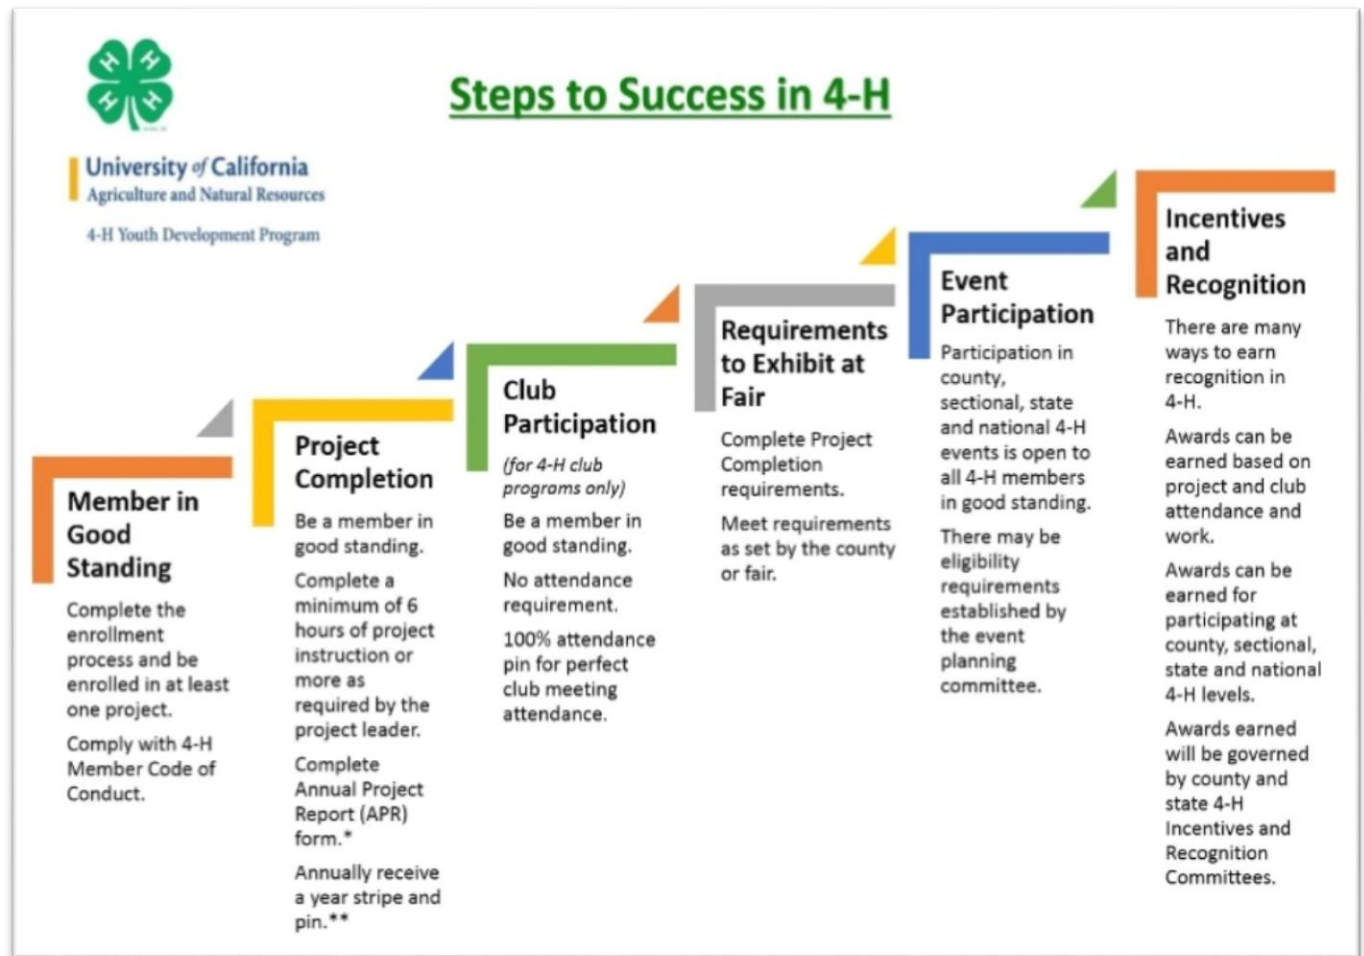 Steps to Success in 4-H
H H
H H
University of California
Agriculture and Natural Resources
4-H Youth Development Program
Member in
Good
Standing
Complete the
enrollment
process and be
enrolled in at least
one project.
Comply with 4-H
Member Code of
Conduct.
Project
Completion
Be a member in
good standing.
Complete a
minimum of 6
hours of project
instruction or
more as
required by the
project leader.
Complete
Annual Project
Report (APR)
form.*
Annually receive
a year stripe and
pin.**
Club
Participation
(for 4-H club
programs only)
Be a member in
good standing.
No attendance
requirement.
100% attendance
pin for perfect
club meeting
attendance.
Requirements
to Exhibit at
Fair
Complete Project
Completion
requirements.
Meet requirements
as set by the county
or fair.
Event
Participation
Participation in
county,
sectional, state
and national 4-H
events is open to
all 4-H members
in good standing.
There may be
eligibility
requirements
established by
the event
planning
committee.
Incentives
and
Recognition
There are many
ways to earn
recognition in
4-H.
Awards can be
earned based on
project and club
attendance and
work.
Awards can be
earned for
participating at
county, sectional,
state and national
4-H levels.
Awards earned
will be governed
by county and
state 4-H
Incentives and
Recognition
Committees.